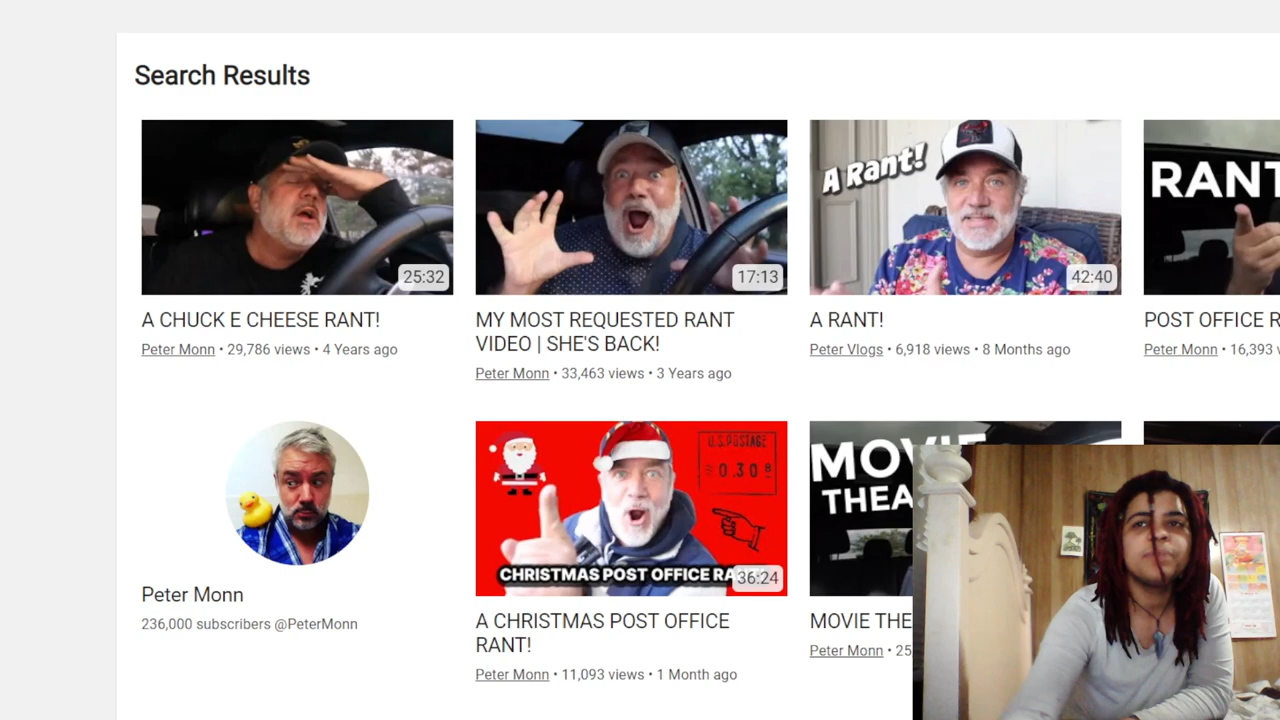 Search Results
A Rant!
RANT
25:32
17:13
42:40
A CHUCK E CHEESE RANT!
Peter Monn • 29,786 views • 4 Years ago
MY MOST REQUESTED RANT
VIDEO | SHE'S BACK!
Peter Monn • 33,463 views • 3 Years ago
A RANT!
Peter Vlogs • 6,918 views • 8 Months ago
POST OFFICE R
Peter Monn • 16,393 v
Peter Monn
236,000 subscribers @PeterMonn
U.S.POSTAGE
0.30
CHRISTMAS POST OFFICE RA
36:24
A CHRISTMAS POST OFFICE
RANT!
Peter Monn • 11,093 views • 1 Month ago
MOVIE
THEA
MOVIE THE
Peter Monn • 25